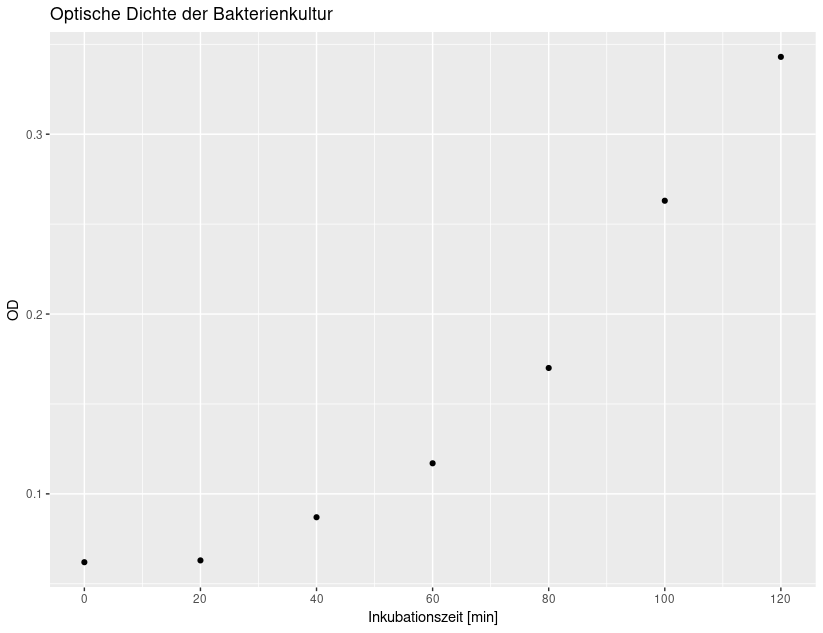 Optische Dichte der Bakterienkultur
0.3
0.2
0.1
OD
0 20 40 60 80 100 120
Inkubationszeit [min]